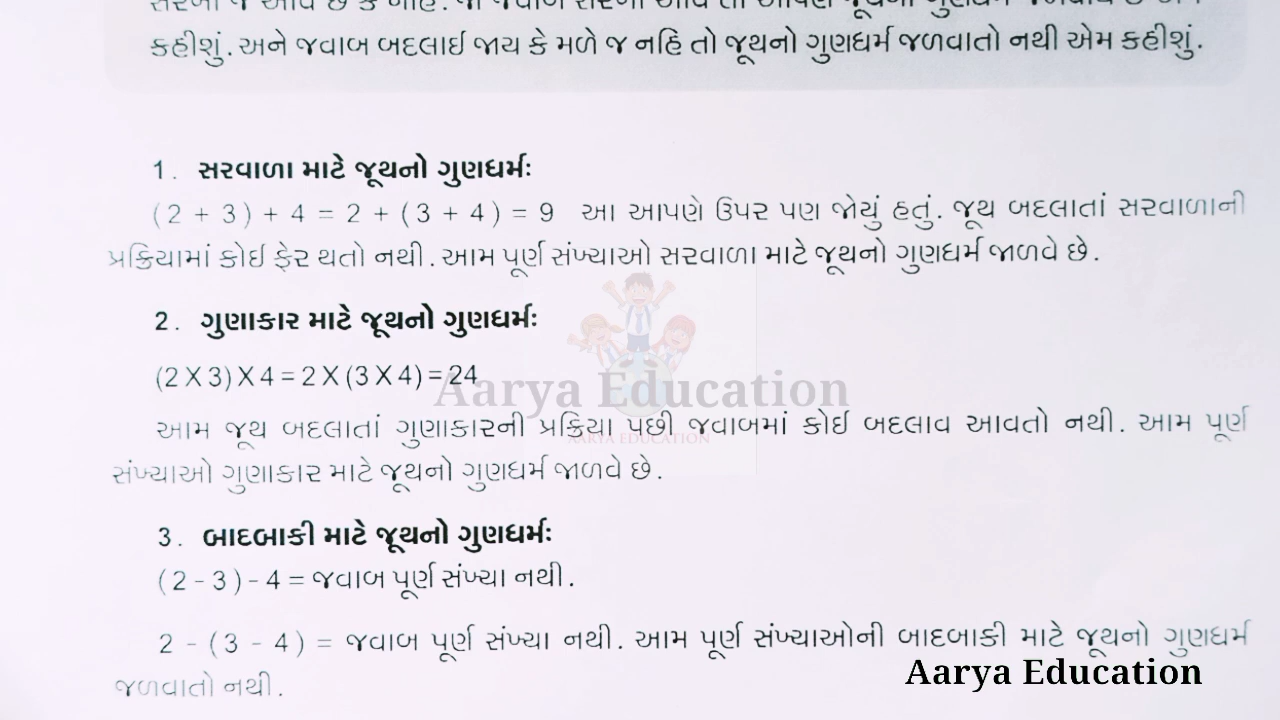 કહીશું. અને જવાબ બદલાઈ જાય કે મળે જ નહિ તો જૂથનો ગુણધર્મ જળવાતો નથી એમ કહીશું.
1. સરવાળા માટે જૂથનો ગુણધર્મઃ
(2 + 3) + 4 = 2 + (3 + 4) = 9 આ આપણે ઉપર પણ જોયું હતું. જૂથ બદલાતાં સરવાળાની
પ્રક્રિયામાં કોઈ ફેર થતો નથી. આમ પૂર્ણ સંખ્યાઓ સરવાળા માટે જૂથનો ગુણધર્મ જાળવે છે.
2. ગુણાકાર માટે જૂથનો ગુણધર્મઃ
(2 X 3) X 4 = 2 X (3 X 4) = 24
Aarya Education
આમ જૂથ બદલાતાં ગુણાકારની પ્રક્રિયા પછી જવાબમાં કોઈ બદલાવ આવતો નથી. આમ પૂર્ણ
AARYA EDUCATION
સંખ્યાઓ ગુણાકાર માટે જૂથનો ગુણધર્મ જાળવે છે.
3. બાદબાકી માટે જૂથનો ગુણધર્મઃ
(2 - 3) - 4 = જવાબ પૂર્ણ સંખ્યા નથી.
2 - (3 - 4) = જવાબ પૂર્ણ સંખ્યા નથી. આમ પૂર્ણ સંખ્યાઓની બાદબાકી માટે જૂથનો ગુણધર્મ
Aarya Education
જળવાતો નથી.